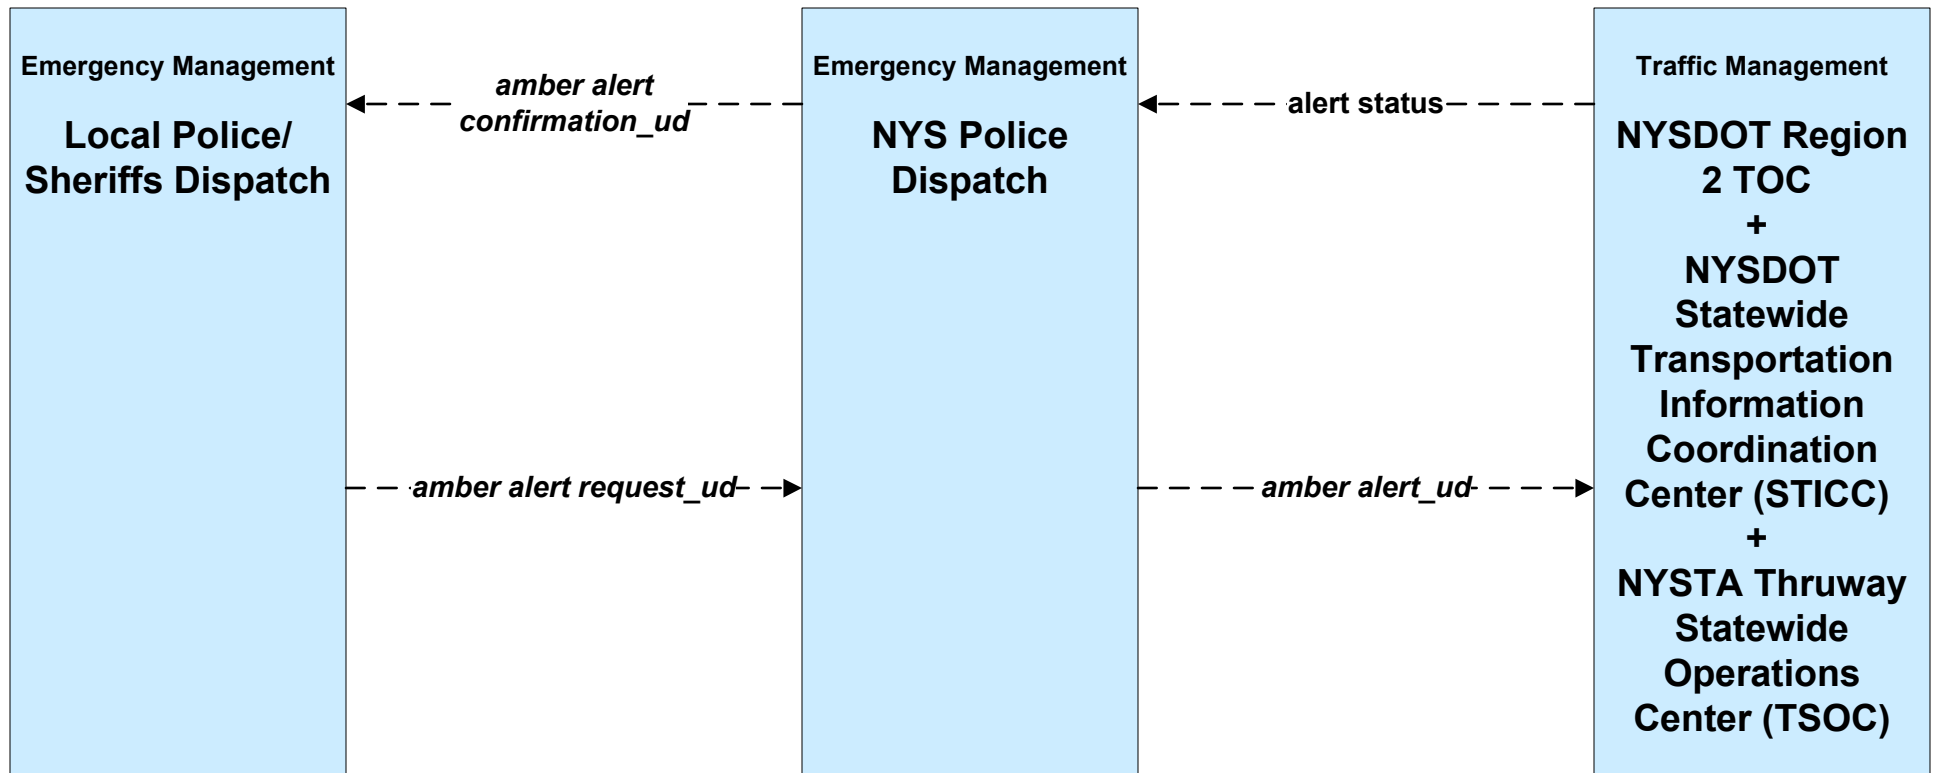 Emergency Management
Local Police/
Sheriffs Dispatch
amber alert
confirmation_ud
amber alert request_ud
Emergency Management
NYS Police
Dispatch
alert status
amber alert_ud
Traffic Management
NYSDOT Region
2 TOC
+
NYSDOT
Statewide
Transportation
Information
Coordination
Center (STICC)
+
NYSTA Thruway
Statewide
Operations
Center (TSOC)